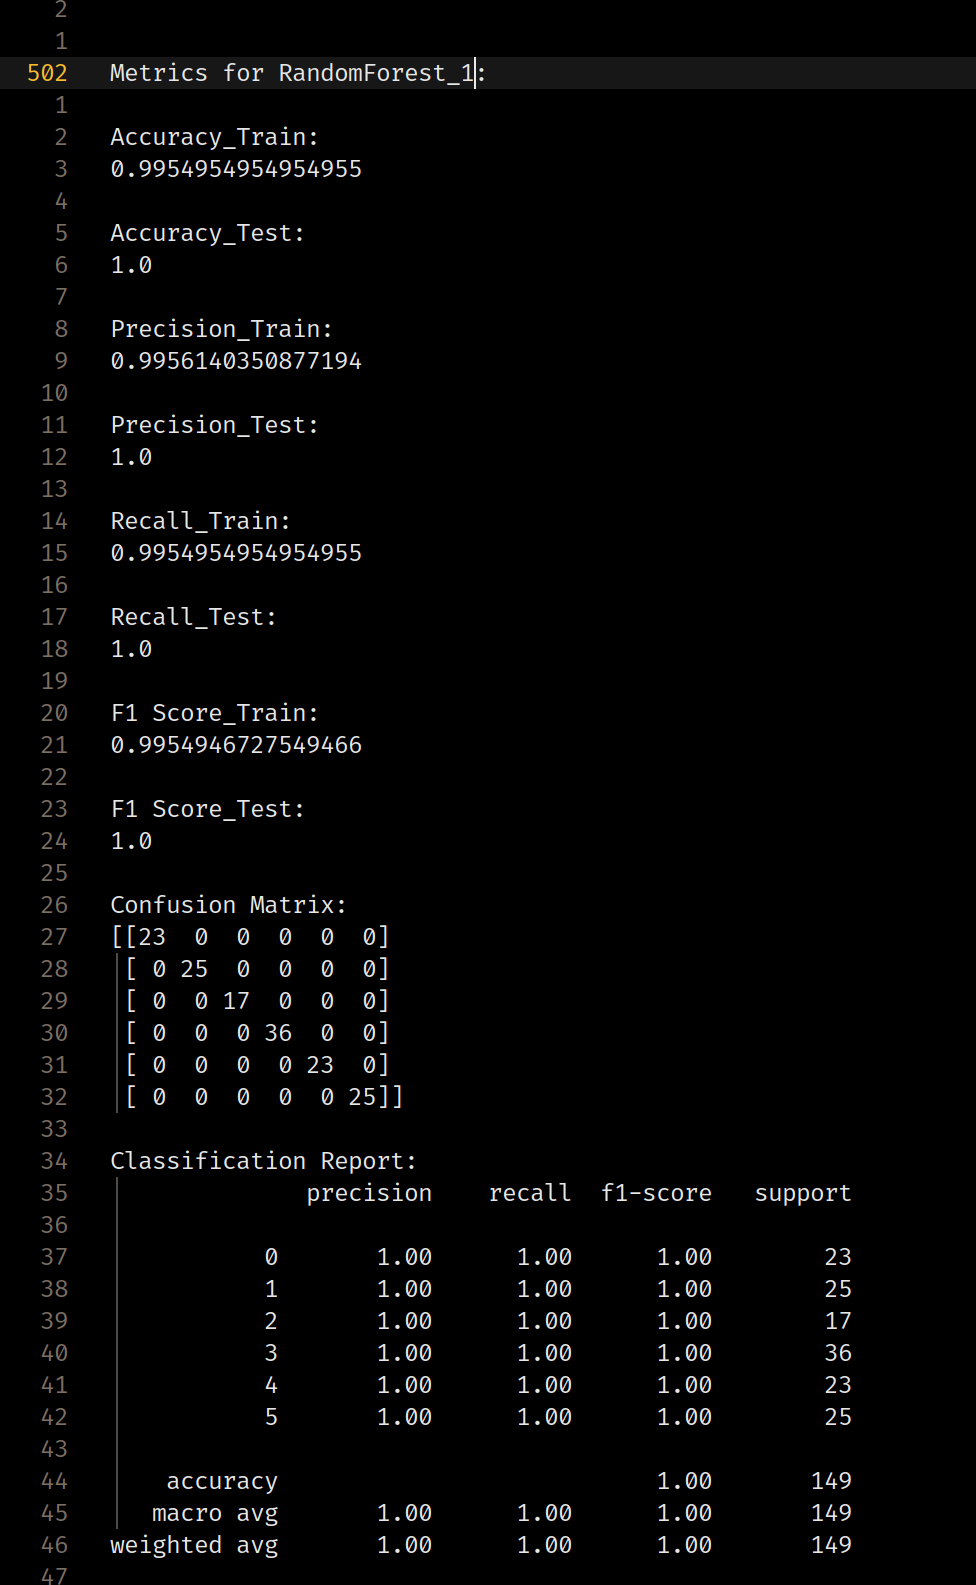 2
1
502 Metrics for RandomForest_1:
1
2 Accuracy_Train:
3 0.9954954954954955
4
5 Accuracy_Test:
6 1.0
7
8 Precision_Train:
9 0.9956140350877194
10
11 Precision_Test:
12 1.0
13
14 Recall_Train:
15 0.9954954954954955
16
17 Recall_Test:
18 1.0
19
20 F1 Score_Train:
21 0.9954946727549466
22
23 F1 Score_Test:
24 1.0
25
26 Confusion Matrix:
27 [[23  0  0  0  0  0]
28  [ 0 25  0  0  0  0]
29  [ 0  0 17  0  0  0]
30  [ 0  0  0 36  0  0]
31  [ 0  0  0  0 23  0]
32  [ 0  0  0  0  0 25]]
33
34 Classification Report:
35               precision    recall  f1-score   support
36
37            0       1.00      1.00      1.00        23
38            1       1.00      1.00      1.00        25
39            2       1.00      1.00      1.00        17
40            3       1.00      1.00      1.00        36
41            4       1.00      1.00      1.00        23
42            5       1.00      1.00      1.00        25
43
44     accuracy                           1.00       149
45    macro avg       1.00      1.00      1.00       149
46 weighted avg       1.00      1.00      1.00       149
47